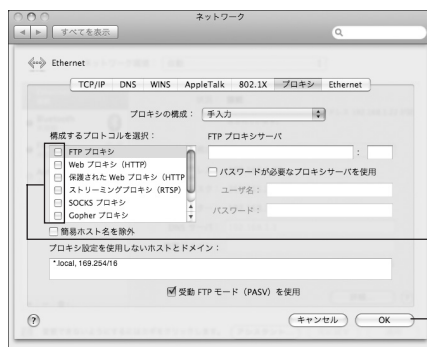 ネットワーク
すべてを表示
Ethernet
TCP/IP DNS WINS AppleTalk 802.1X プロキシ Ethernet
プロキシの構成： 手入力
構成するプロトコルを選択：
FTP プロキシサーバ
FTP プロキシ
Web プロキシ（HTTP）
保護された Web プロキシ（HTTP
ストリーミングプロキシ（RTSP）
SOCKS プロキシ
Gopher プロキシ
:
パスワードが必要なプロキシサーバを使用
ユーザ名：
パスワード：
簡易ホスト名を除外
プロキシ設定を使用しないホストとドメイン：
*.local, 169.254/16
受動 FTP モード（PASV）を使用
?
キャンセル
OK